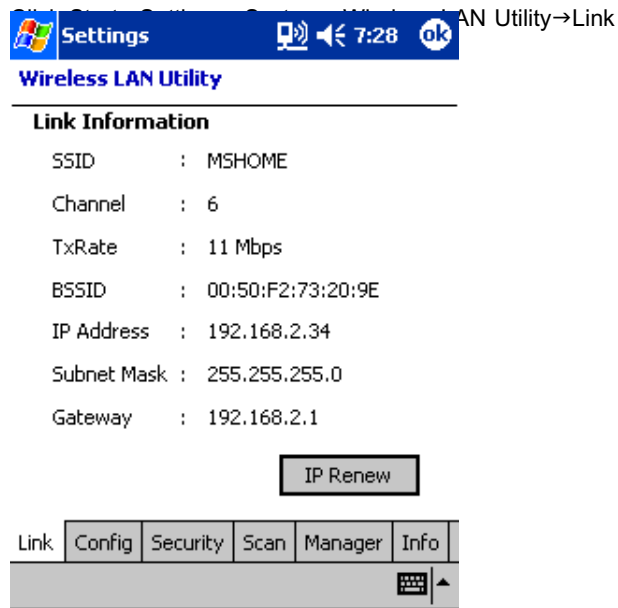 AN Utility→Link
Settings 7:28 ok
Wireless LAN Utility
Link Information
SSID : MSHOME
Channel : 6
TxRate : 11 Mbps
BSSID : 00:50:F2:73:20:9E
IP Address : 192.168.2.34
Subnet Mask : 255.255.255.0
Gateway : 192.168.2.1
IP Renew
Link Config Security Scan Manager Info